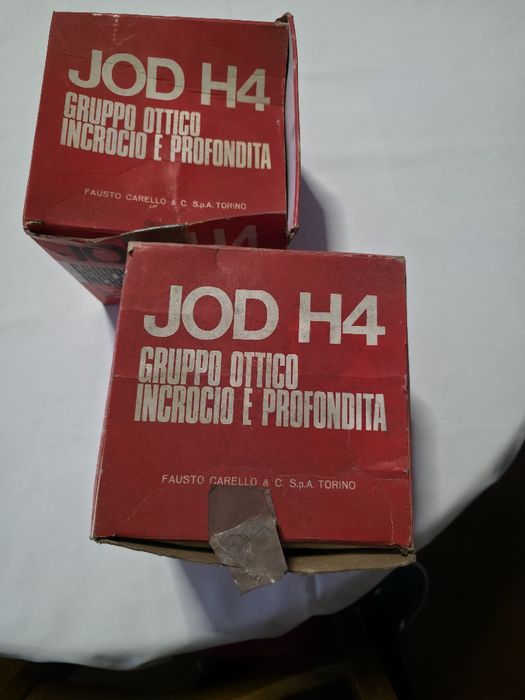 JOD H4
GRUPPO OTTICO
INCROCIO E PROFONDITA
FAUSTO CARELLO & C. S.p.A. TORINO
JOD H4
GRUPPO OTTICO
INCROCIO E PROFONDITA
FAUSTO CARELLO & C. S.p.A. TORINO